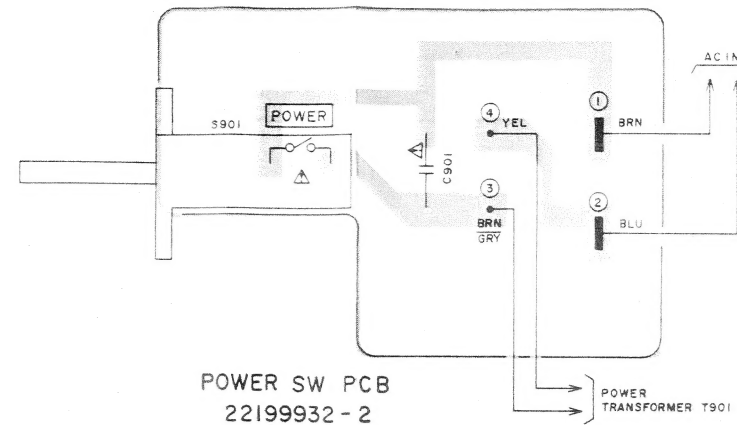 AC IN
①
④
YEL
BRN
S901
POWER
C901
③
②
BRN
GRY
BLU
POWER SW PCB
22199932-2
POWER
TRANSFORMER T901